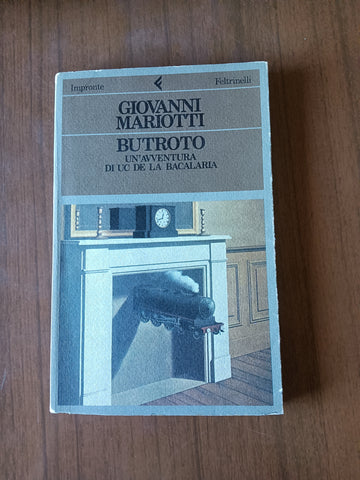 Impronte
Feltrinelli
GIOVANNI
MARIOTTI
BUTROTO
UN'AVVENTURA
DI UC DE LA BACALARIA